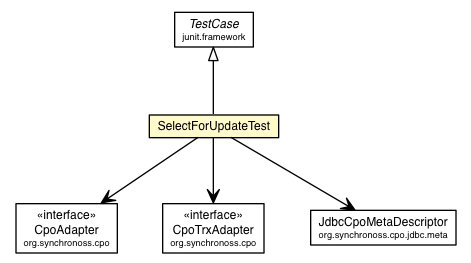 TestCase
junit.framework
SelectForUpdateTest
«interface»
CpoAdapter
org.synchronoss.cpo
«interface»
CpoTrxAdapter
org.synchronoss.cpo
JdbcCpoMetaDescriptor
org.synchronoss.cpo.jdbc.meta